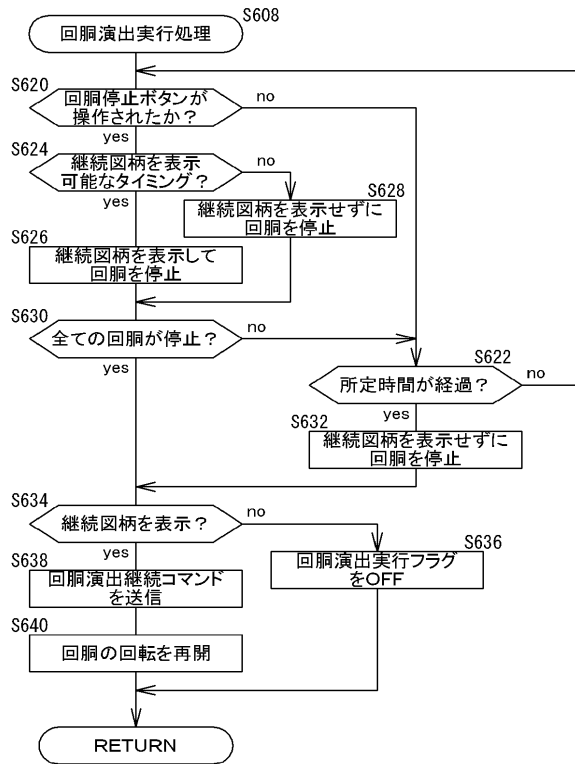 回胴演出実行処理
S608
S620
回胴停止ボタンが
操作されたか？
no
yes
S624
継続図柄を表示
可能なタイミング？
no
yes
S628
継続図柄を表示せずに
回胴を停止
S626
継続図柄を表示して
回胴を停止
S630
全ての回胴が停止？
no
yes
S622
所定時間が経過？
no
yes
S632
継続図柄を表示せずに
回胴を停止
S634
継続図柄を表示？
no
yes
S636
回胴演出実行フラグ
をOFF
S638
回胴演出継続コマンド
を送信
S640
回胴の回転を再開
RETURN